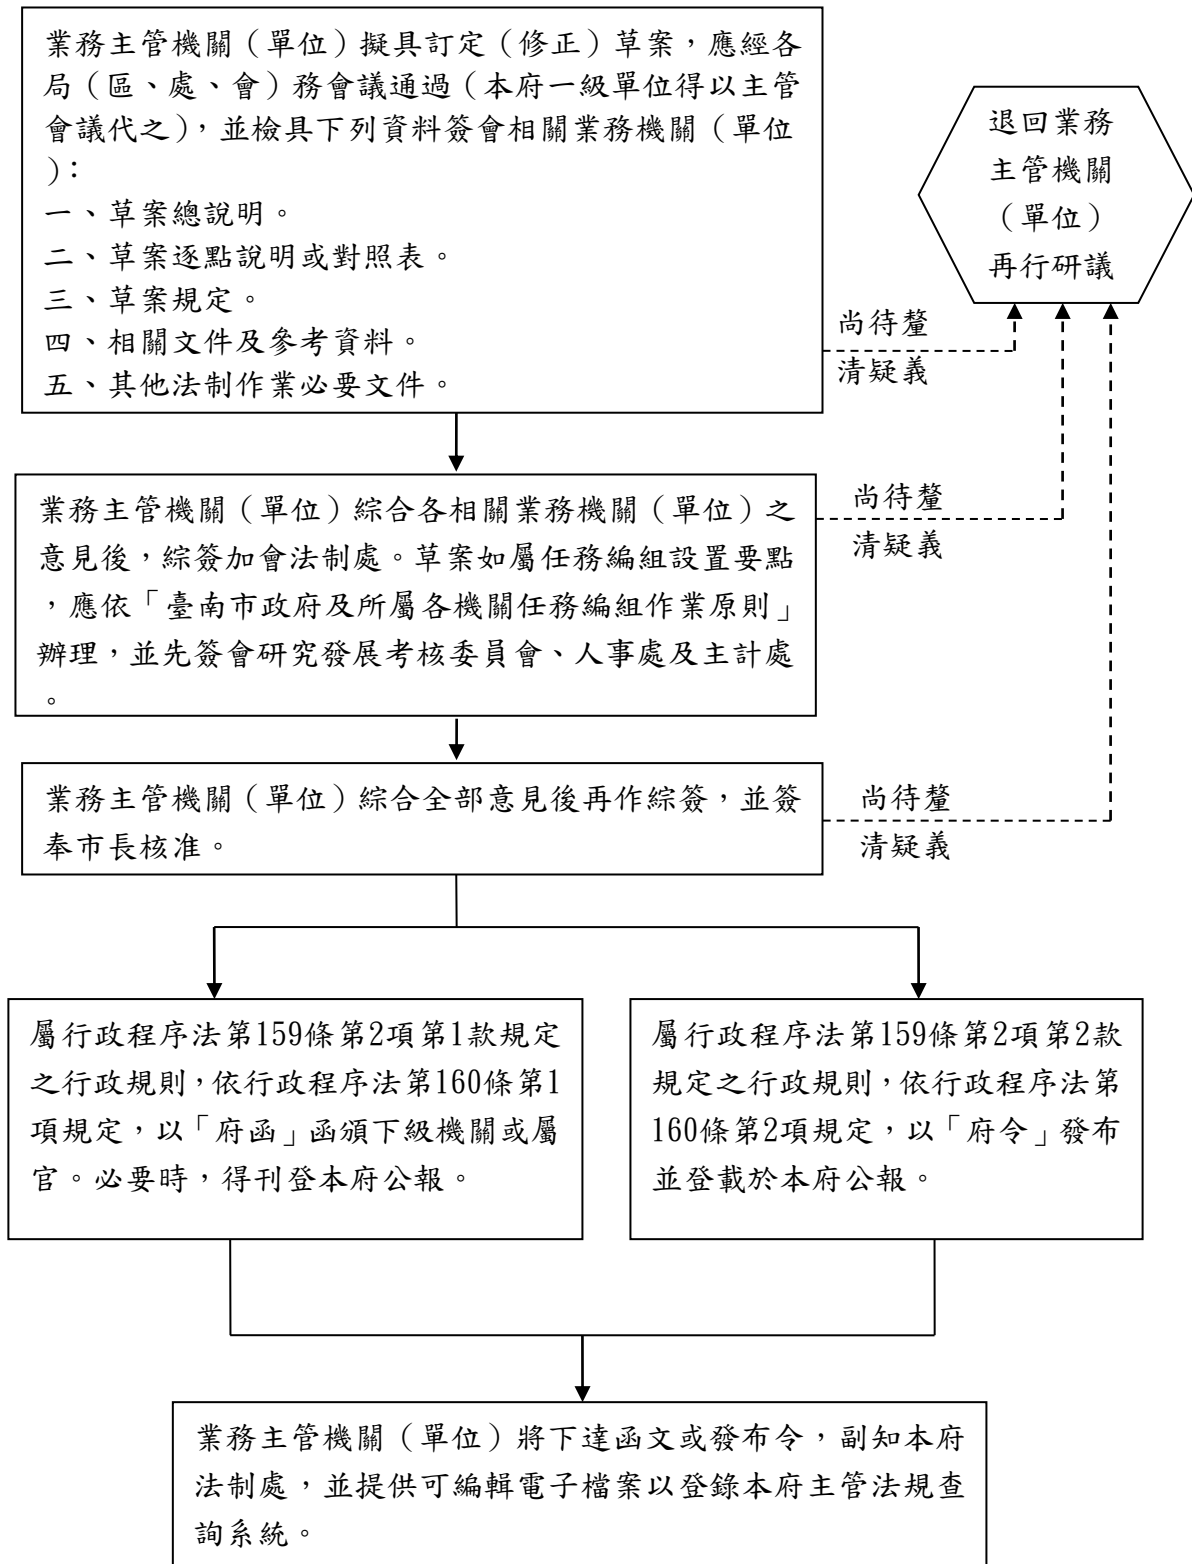 業務主管機關（單位）擬具訂定（修正）草案，應經各
局（區、處、會）務會議通過（本府一級單位得以主管
會議代之），並檢具下列資料簽會相關業務機關（單位
）：
一、草案總說明。
二、草案逐點說明或對照表。
三、草案規定。
四、相關文件及參考資料。
五、其他法制作業必要文件。
退回業務
主管機關
（單位）
再行研議
尚待釐
清疑義
業務主管機關（單位）綜合各相關業務機關（單位）之
意見後，綜簽加會法制處。草案如屬任務編組設置要點
，應依「臺南市政府及所屬各機關任務編組作業原則」
辦理，並先簽會研究發展考核委員會、人事處及主計處
。
尚待釐
清疑義
業務主管機關（單位）綜合全部意見後再作綜簽，並簽
奉市長核准。
尚待釐
清疑義
屬行政程序法第159條第2項第1款規定
之行政規則，依行政程序法第160條第1
項規定，以「府函」函頒下級機關或屬
官。必要時，得刊登本府公報。
屬行政程序法第159條第2項第2款
規定之行政規則，依行政程序法第
160條第2項規定，以「府令」發布
並登載於本府公報。
業務主管機關（單位）將下達函文或發布令，副知本府
法制處，並提供可編輯電子檔案以登錄本府主管法規查
詢系統。